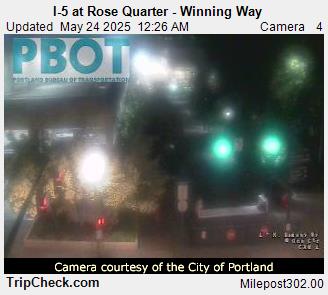 I-5 at Rose Quarter - Winning Way
Updated May 24 2025 12:26 AM Camera 4
PBOT
PORTLAND BUREAU OF TRANSPORTATION
Camera courtesy of the City of Portland
TripCheck.com Milepost302.00